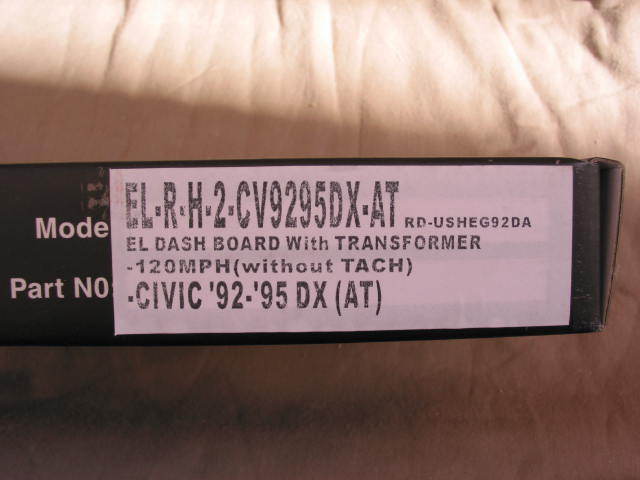 EL-R-H-2-CV9295DX-AT RD-USHEG92DA
Mode
EL DASH BOARD With TRANSFORMER
-120MPH(without TACH)
Part NO
-CIVIC '92-'95 DX (AT)